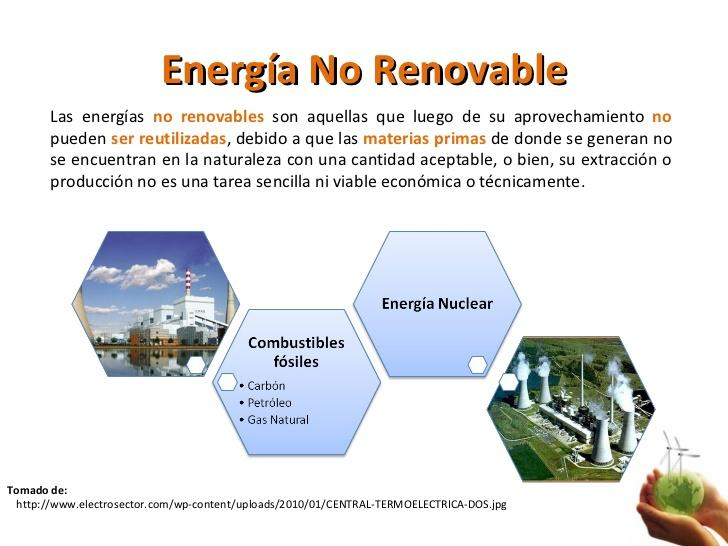 Energía No Renovable
Las energías no renovables son aquellas que luego de su aprovechamiento no
pueden ser reutilizadas, debido a que las materias primas de donde se generan no
se encuentran en la naturaleza con una cantidad aceptable, o bien, su extracción o
producción no es una tarea sencilla ni viable económica o técnicamente.
Energía Nuclear
Combustibles
fósiles
• Carbón
• Petróleo
• Gas Natural
Tomado de:
http://www.electrosector.com/wp-content/uploads/2010/01/CENTRAL-TERMOELECTRICA-DOS.jpg